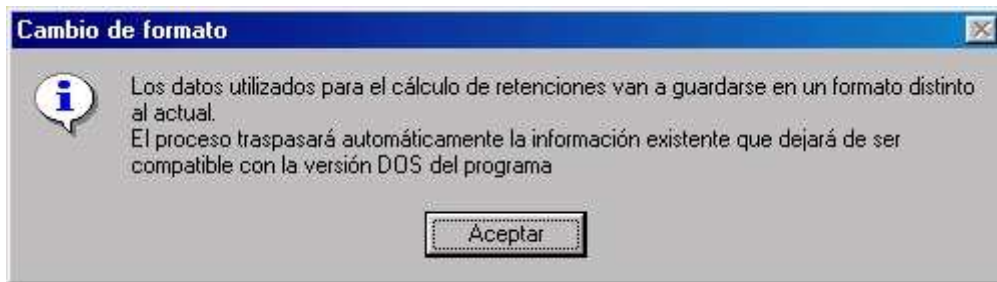 Cambio de formato
Los datos utilizados para el cálculo de retenciones van a guardarse en un formato distinto
al actual.
El proceso traspasará automáticamente la información existente que dejará de ser
compatible con la versión DOS del programa
Aceptar